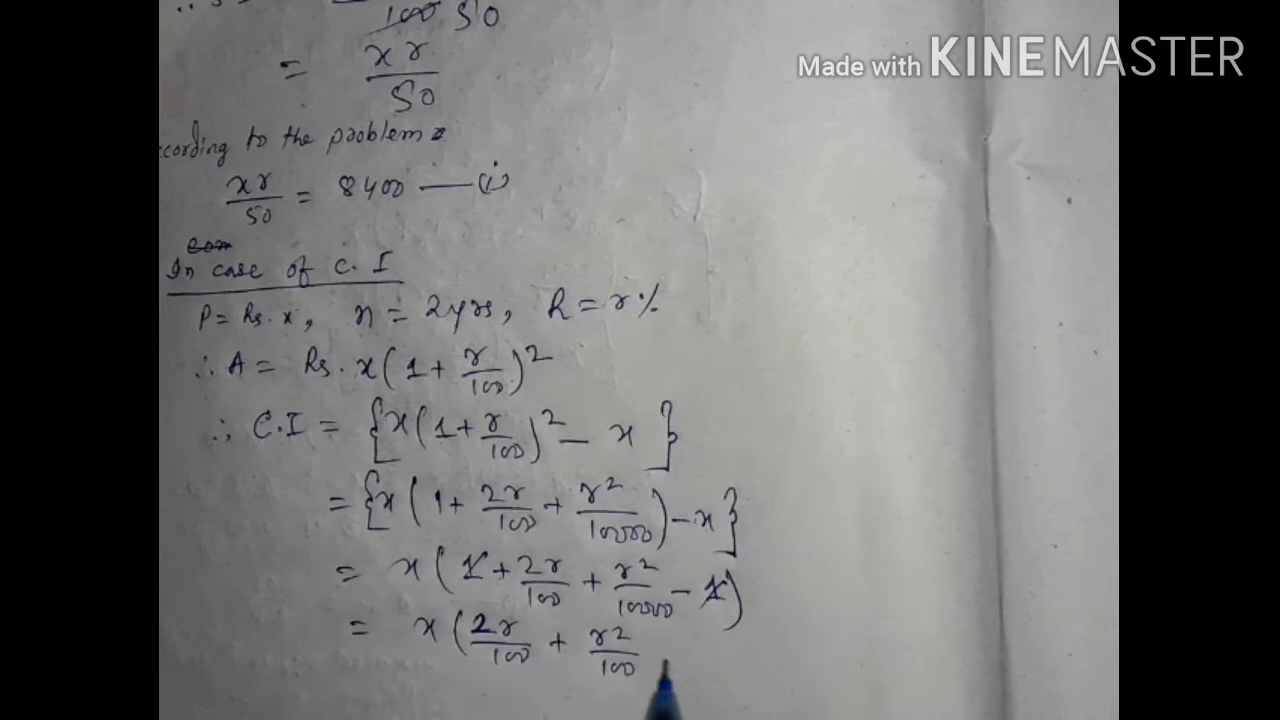 100 50
= xr/50
Made with KINEMASTER
cording to the problem
xr/50 = 8400 — (i)
In case of C.I
P = Rs. x, n = 2yrs, R = r%
∴ A = Rs. x(1 + r/100)²
∴ C.I = {x(1 + r/100)² - x}
= {x(1 + 2r/100 + r²/10000) - x}
= x(1 + 2r/100 + r²/10000 - 1)
= x(2r/100 + r²/100